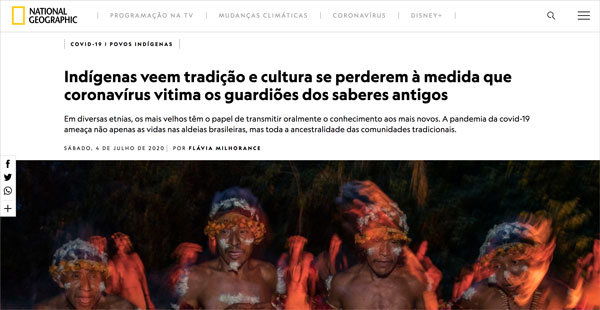 NATIONAL
GEOGRAPHIC
PROGRAMAÇÃO NA TV | MUDANÇAS CLIMÁTICAS | CORONAVÍRUS | DISNEY+
COVID-19 | POVOS INDÍGENAS
Indígenas veem tradição e cultura se perderem à medida que
coronavírus vitima os guardiões dos saberes antigos
Em diversas etnias, os mais velhos têm o papel de transmitir oralmente o conhecimento aos mais novos. A pandemia da covid-19
ameaça não apenas as vidas nas aldeias brasileiras, mas toda a ancestralidade das comunidades tradicionais.
SÁBADO, 4 DE JULHO DE 2020 | POR FLÁVIA MILHORANCE